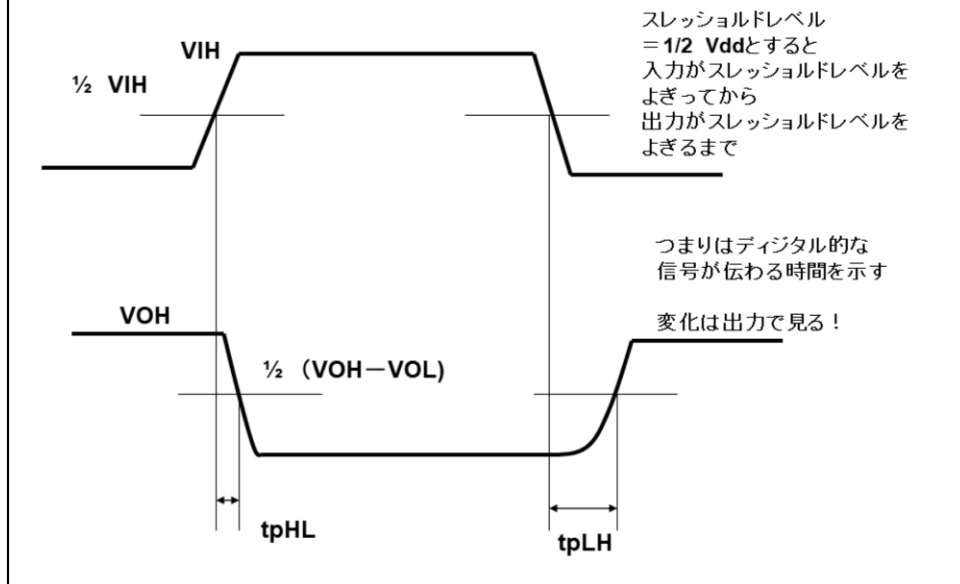 スレッショルドレベル
＝1/2 Vddとすると
入力がスレッショルドレベルを
よぎってから
出力がスレッショルドレベルを
よぎるまで
VIH
½ VIH
つまりはディジタル的な
信号が伝わる時間を示す
変化は出力で見る！
VOH
½ （VOH－VOL)
tpHL
tpLH